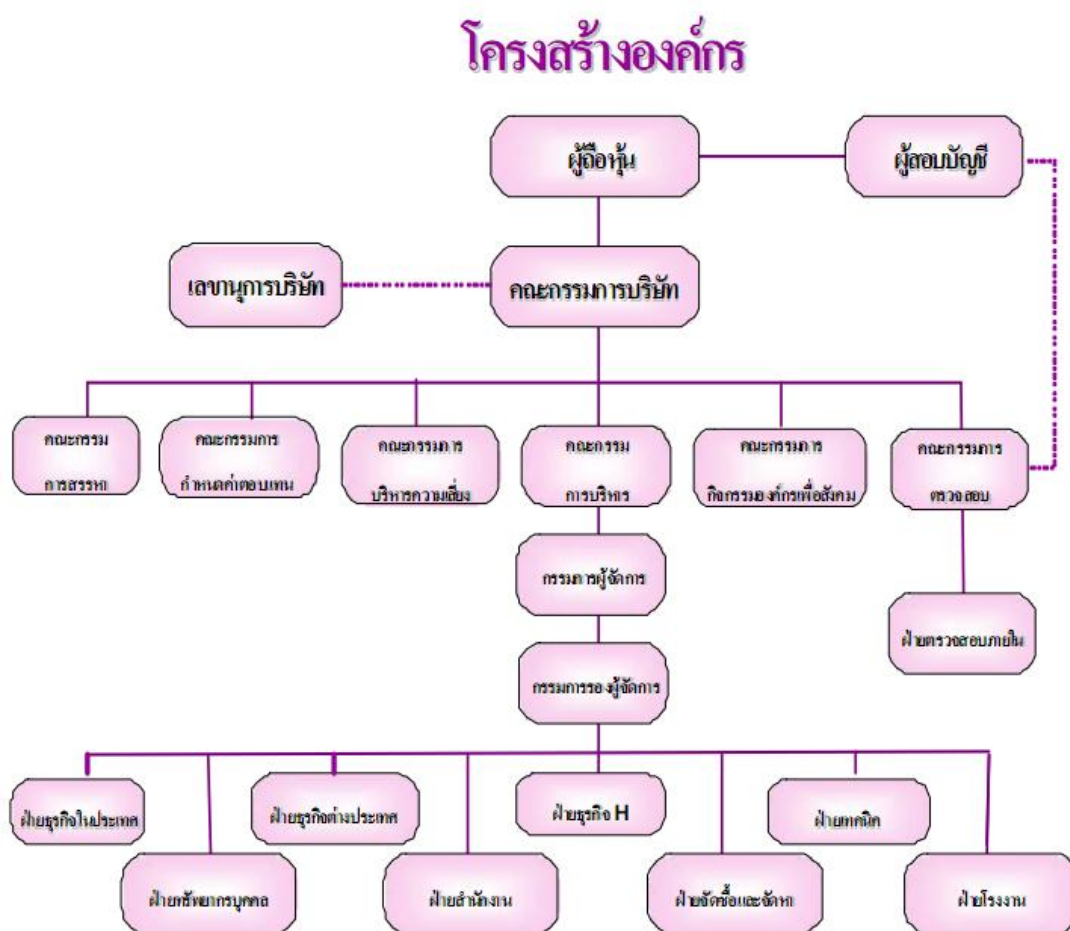 โครงสร้างองค์กร
ผู้ถือหุ้น
ผู้สอบบัญชี
เลขานุการบริษัท
คณะกรรมการบริษัท
คณะกรรม
การสรรหา
คณะกรรมการ
กำหนดค่าตอบแทน
คณะกรรมการ
บริหารความเสี่ยง
คณะกรรม
การบริหาร
คณะกรรมการ
กิจกรรมองค์กรเพื่อสังคม
คณะกรรมการ
ตรวจสอบ
กรรมการผู้จัดการ
ฝ่ายตรวจสอบภายใน
กรรมการรองผู้จัดการ
ฝ่ายธุรกิจในประเทศ
ฝ่ายธุรกิจต่างประเทศ
ฝ่ายธุรกิจ H
ฝ่ายเทคนิค
ฝ่ายทรัพยากรบุคคล
ฝ่ายสำนักงาน
ฝ่ายจัดซื้อและจัดหา
ฝ่ายโรงงาน